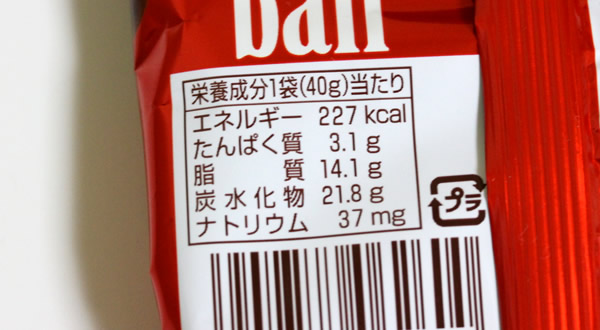 ball
栄養成分1袋(40g)当たり
エネルギー 227 kcal
たんぱく質 3.1 g
脂質 14.1 g
炭水化物 21.8 g
ナトリウム 37 mg
プラ